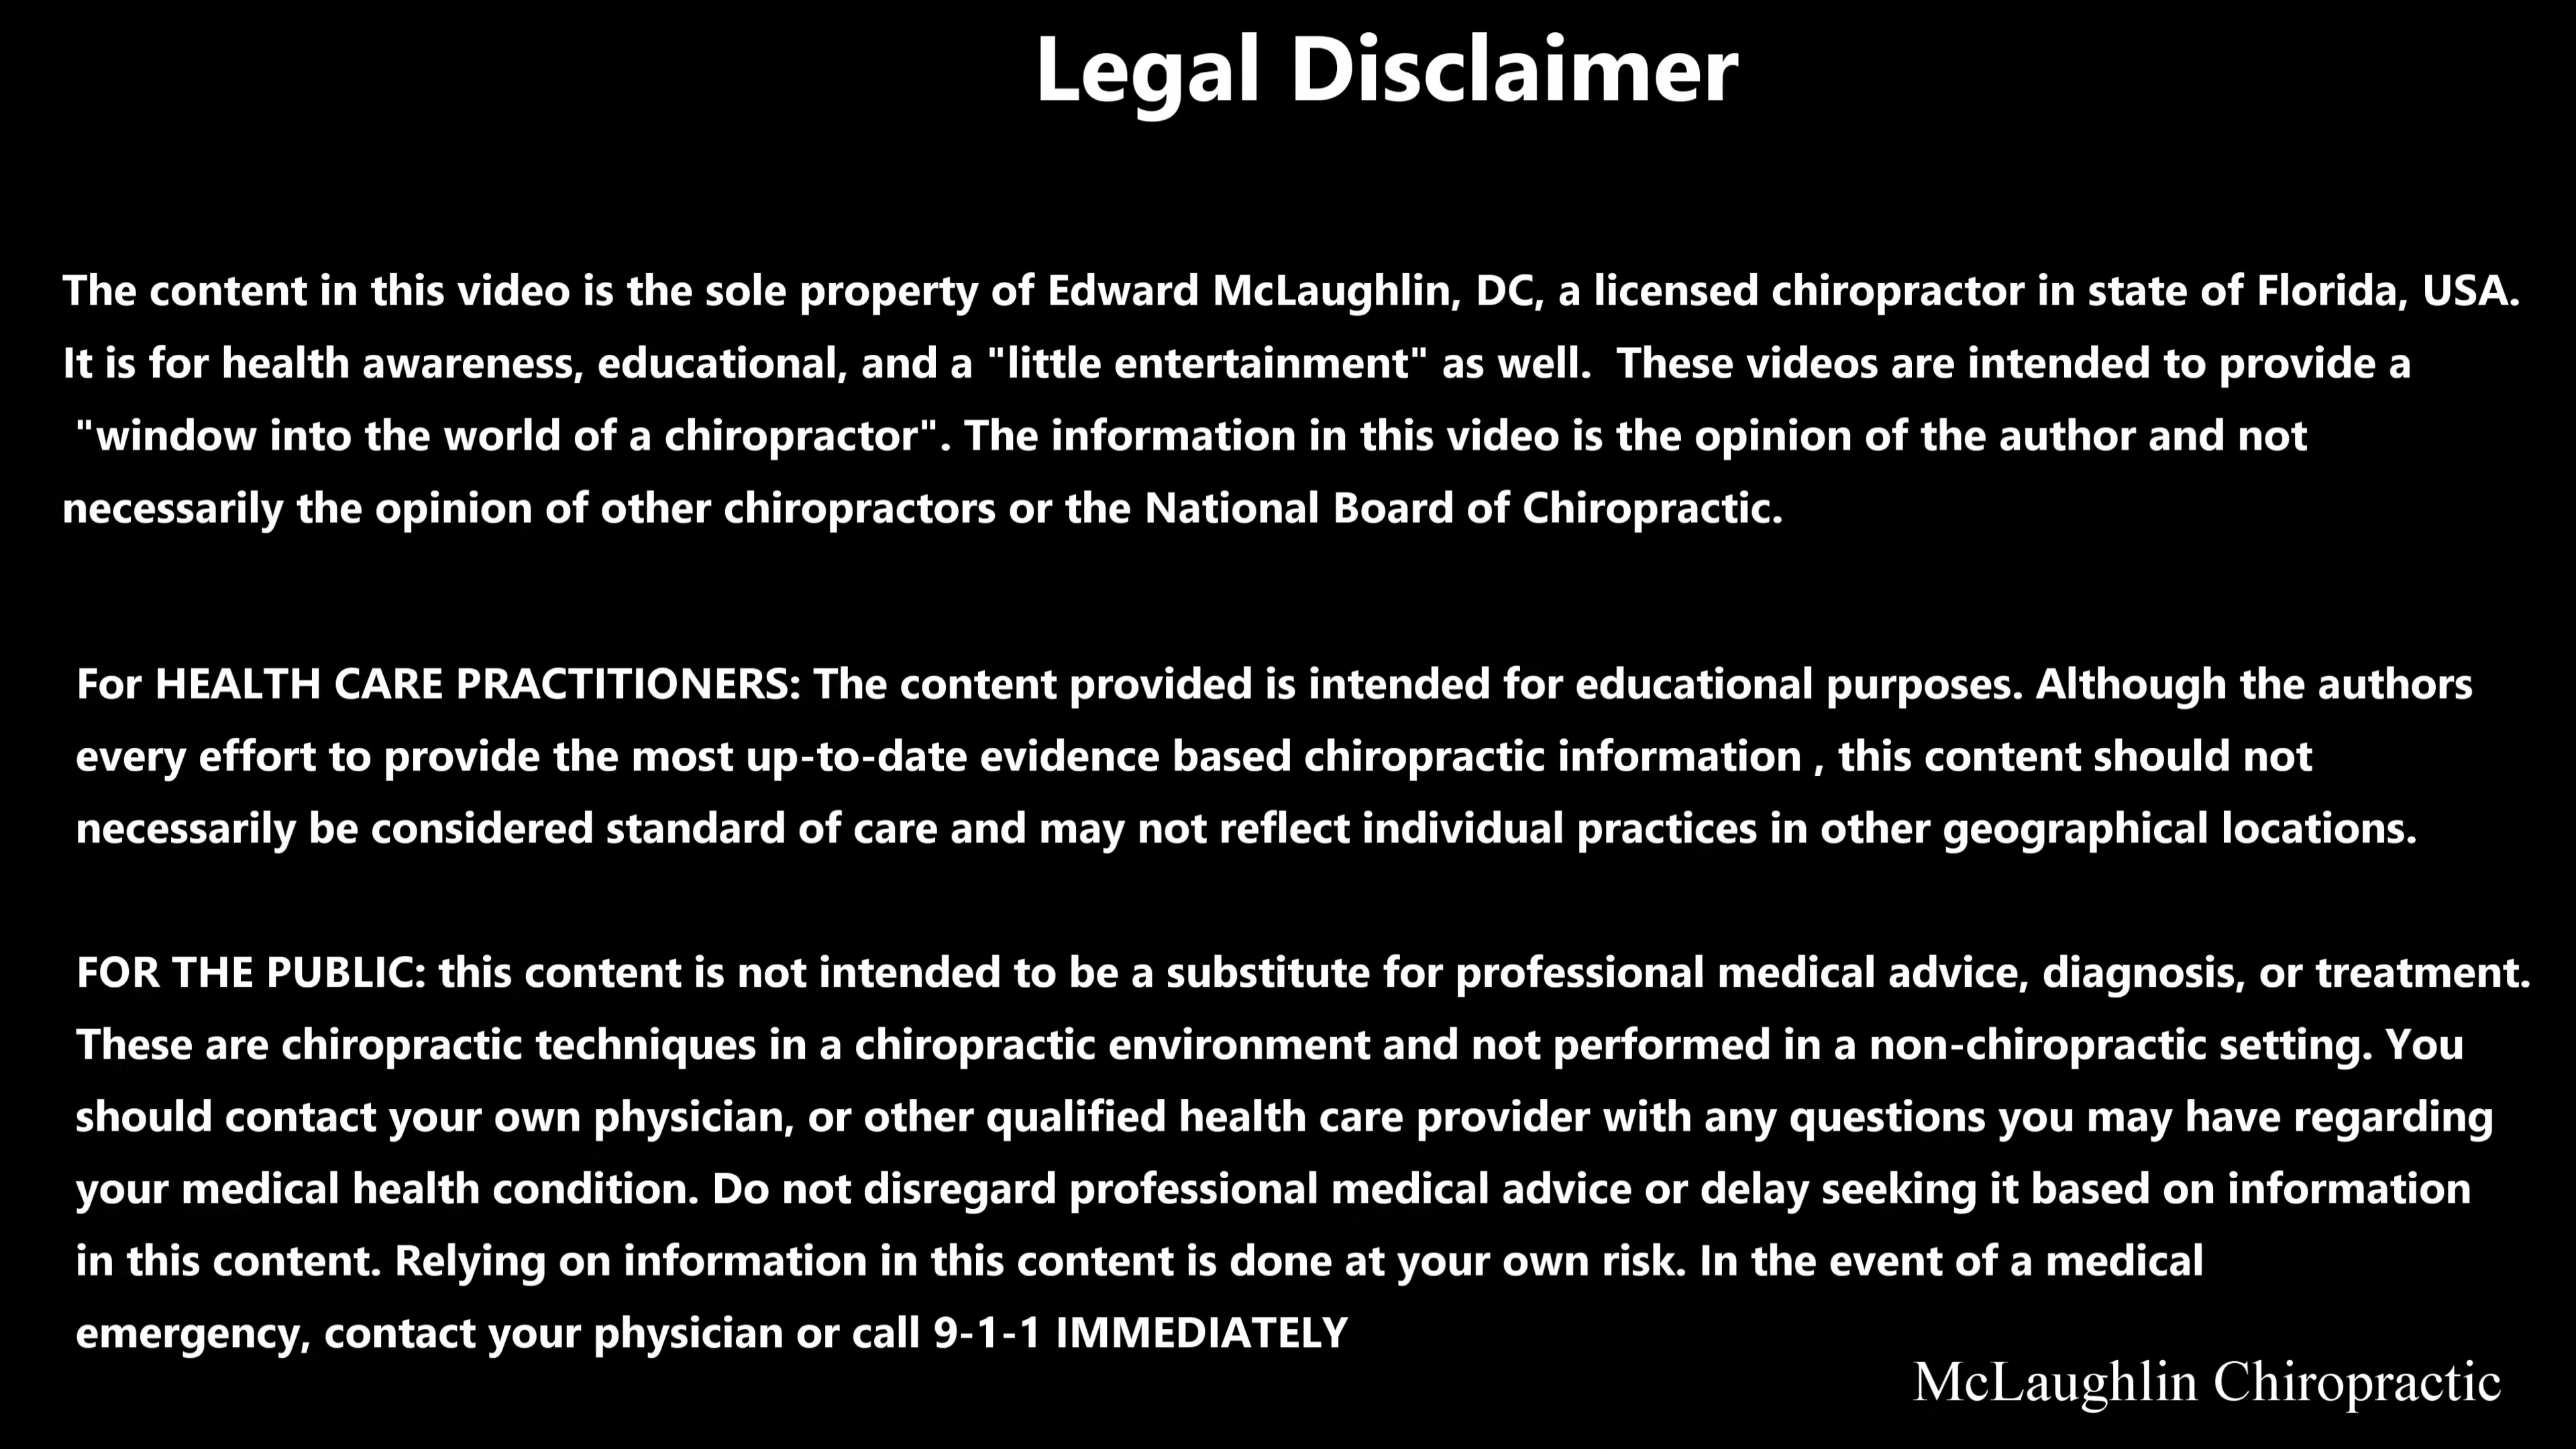 Legal Disclaimer
The content in this video is the sole property of Edward McLaughlin, DC, a licensed chiropractor in state of Florida, USA.
It is for health awareness, educational, and a "little entertainment" as well.  These videos are intended to provide a
"window into the world of a chiropractor". The information in this video is the opinion of the author and not
necessarily the opinion of other chiropractors or the National Board of Chiropractic.
For HEALTH CARE PRACTITIONERS: The content provided is intended for educational purposes. Although the authors
every effort to provide the most up-to-date evidence based chiropractic information , this content should not
necessarily be considered standard of care and may not reflect individual practices in other geographical locations.
FOR THE PUBLIC: this content is not intended to be a substitute for professional medical advice, diagnosis, or treatment.
These are chiropractic techniques in a chiropractic environment and not performed in a non-chiropractic setting. You
should contact your own physician, or other qualified health care provider with any questions you may have regarding
your medical health condition. Do not disregard professional medical advice or delay seeking it based on information
in this content. Relying on information in this content is done at your own risk. In the event of a medical
emergency, contact your physician or call 9-1-1 IMMEDIATELY
McLaughlin Chiropractic